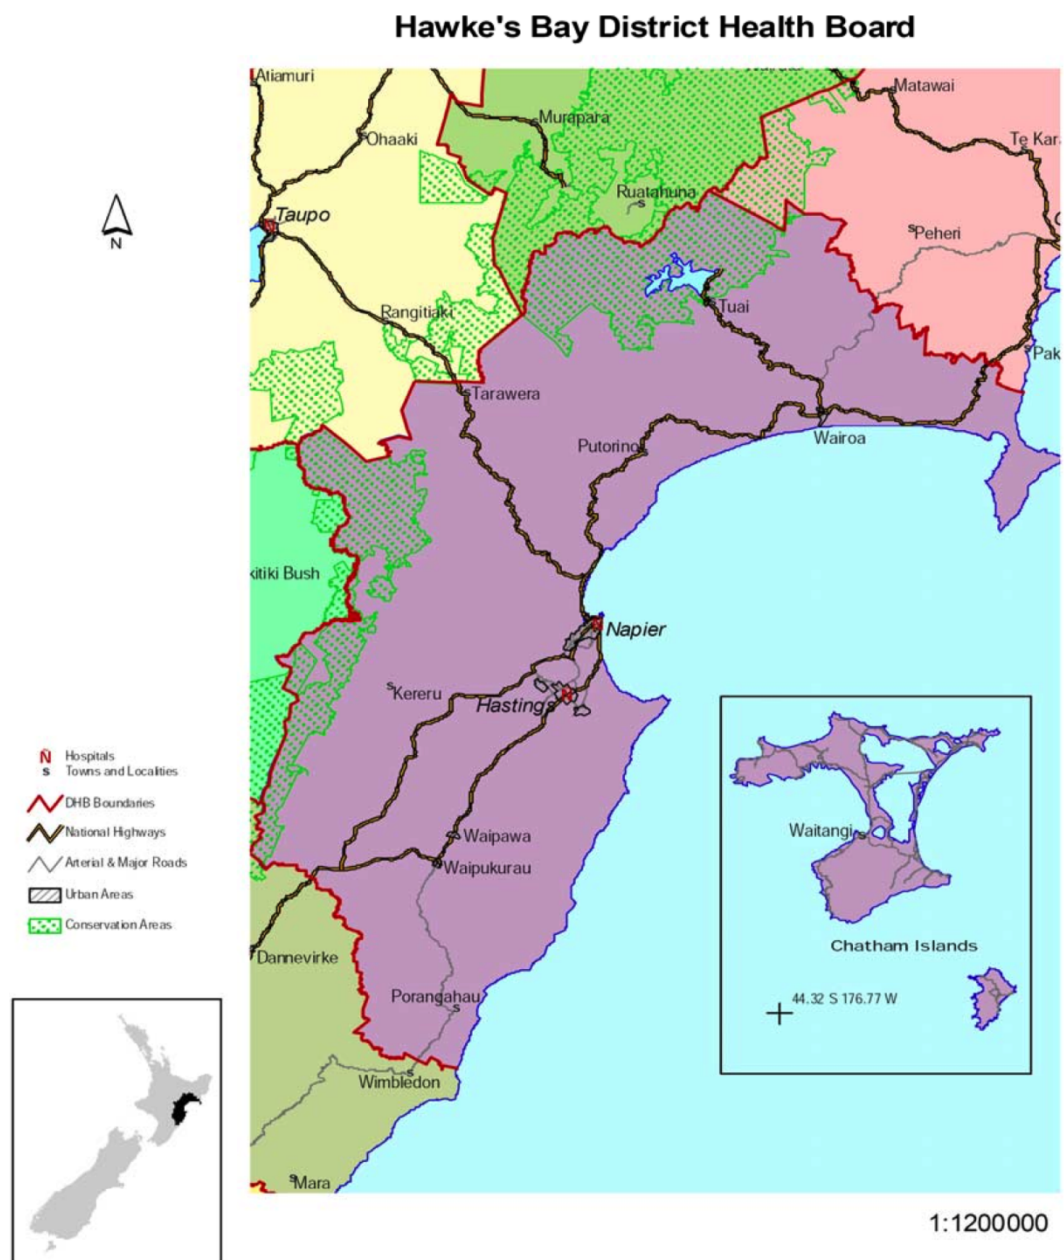 Hawke's Bay District Health Board
Atiamuri
Matawai
Murupara
Ohaaki
Te Kar
Ruatahuna
Taupo
Peheri
N
Tuai
Rangitiaki
Pak
Tarawera
Wairoa
Putorino
kitiki Bush
Napier
Kereru
Hastings
Hospitals
Towns and Localities
DHB Boundaries
National Highways
Arterial & Major Roads
Urban Areas
Conservation Areas
Waipawa
Waitangi
Waipukurau
Chatham Islands
Dannevirke
Porangahau
44.32 S 176.77 W
Wimbledon
Mara
1:1200000